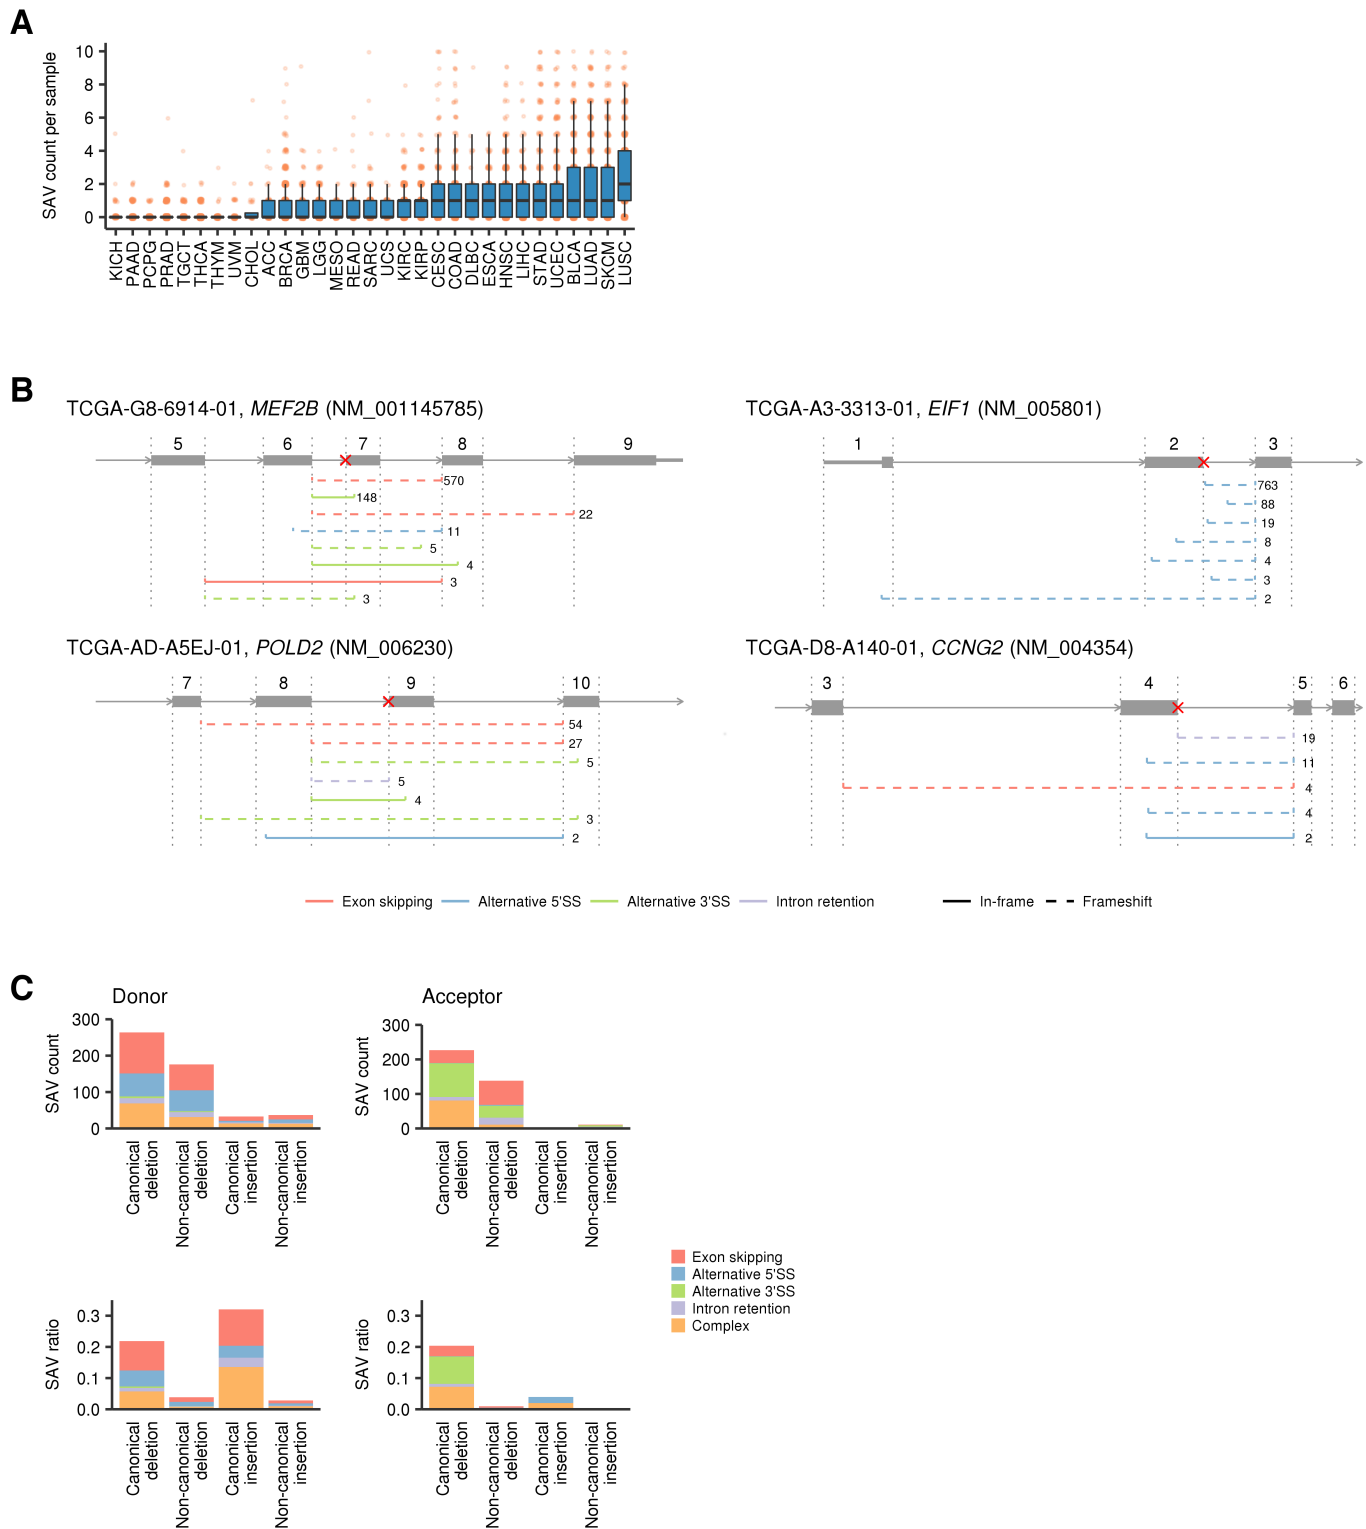 A
SAV count per sample
10
8
6
4
2
0
KICH PAAD PCPG PRAD TGCT THCA THYM UVM CHOL ACC BRCA GBM LGG MESO READ SARC UCS KIRC KIRP CESC COAD DLBC ESCA HNSC LIHC STAD UCEC BLCA LUAD SKCM LUSC
B
TCGA-G8-6914-01, MEF2B (NM_001145785)
5 6 7 8 9
570
148
22
11
5
4
3
3
TCGA-A3-3313-01, EIF1 (NM_005801)
1 2 3
763
88
19
8
4
3
2
TCGA-AD-A5EJ-01, POLD2 (NM_006230)
7 8 9 10
54
27
5
5
4
3
2
TCGA-D8-A140-01, CCNG2 (NM_004354)
3 4 5 6
19
11
4
4
2
Exon skipping Alternative 5'SS Alternative 3'SS Intron retention In-frame Frameshift
C
Donor
SAV count
300
200
100
0
Canonical deletion
Non-canonical deletion
Canonical insertion
Non-canonical insertion
Acceptor
SAV count
300
200
100
0
Canonical deletion
Non-canonical deletion
Canonical insertion
Non-canonical insertion
SAV ratio
0.3
0.2
0.1
0.0
Canonical deletion
Non-canonical deletion
Canonical insertion
Non-canonical insertion
SAV ratio
0.3
0.2
0.1
0.0
Canonical deletion
Non-canonical deletion
Canonical insertion
Non-canonical insertion
Exon skipping
Alternative 5'SS
Alternative 3'SS
Intron retention
Complex